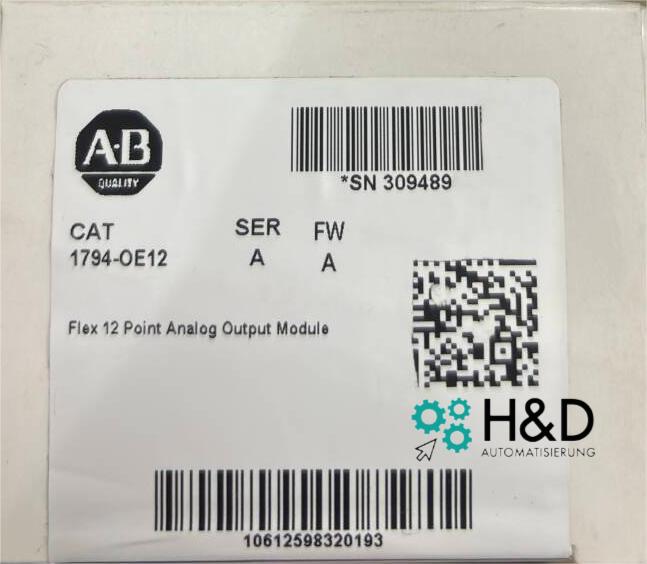 A·B
QUALITY
*SN 309489
CAT SER FW
1794-OE12 A A
Flex 12 Point Analog Output Module
H&D
AUTOMATISIERUNG
10612598320193